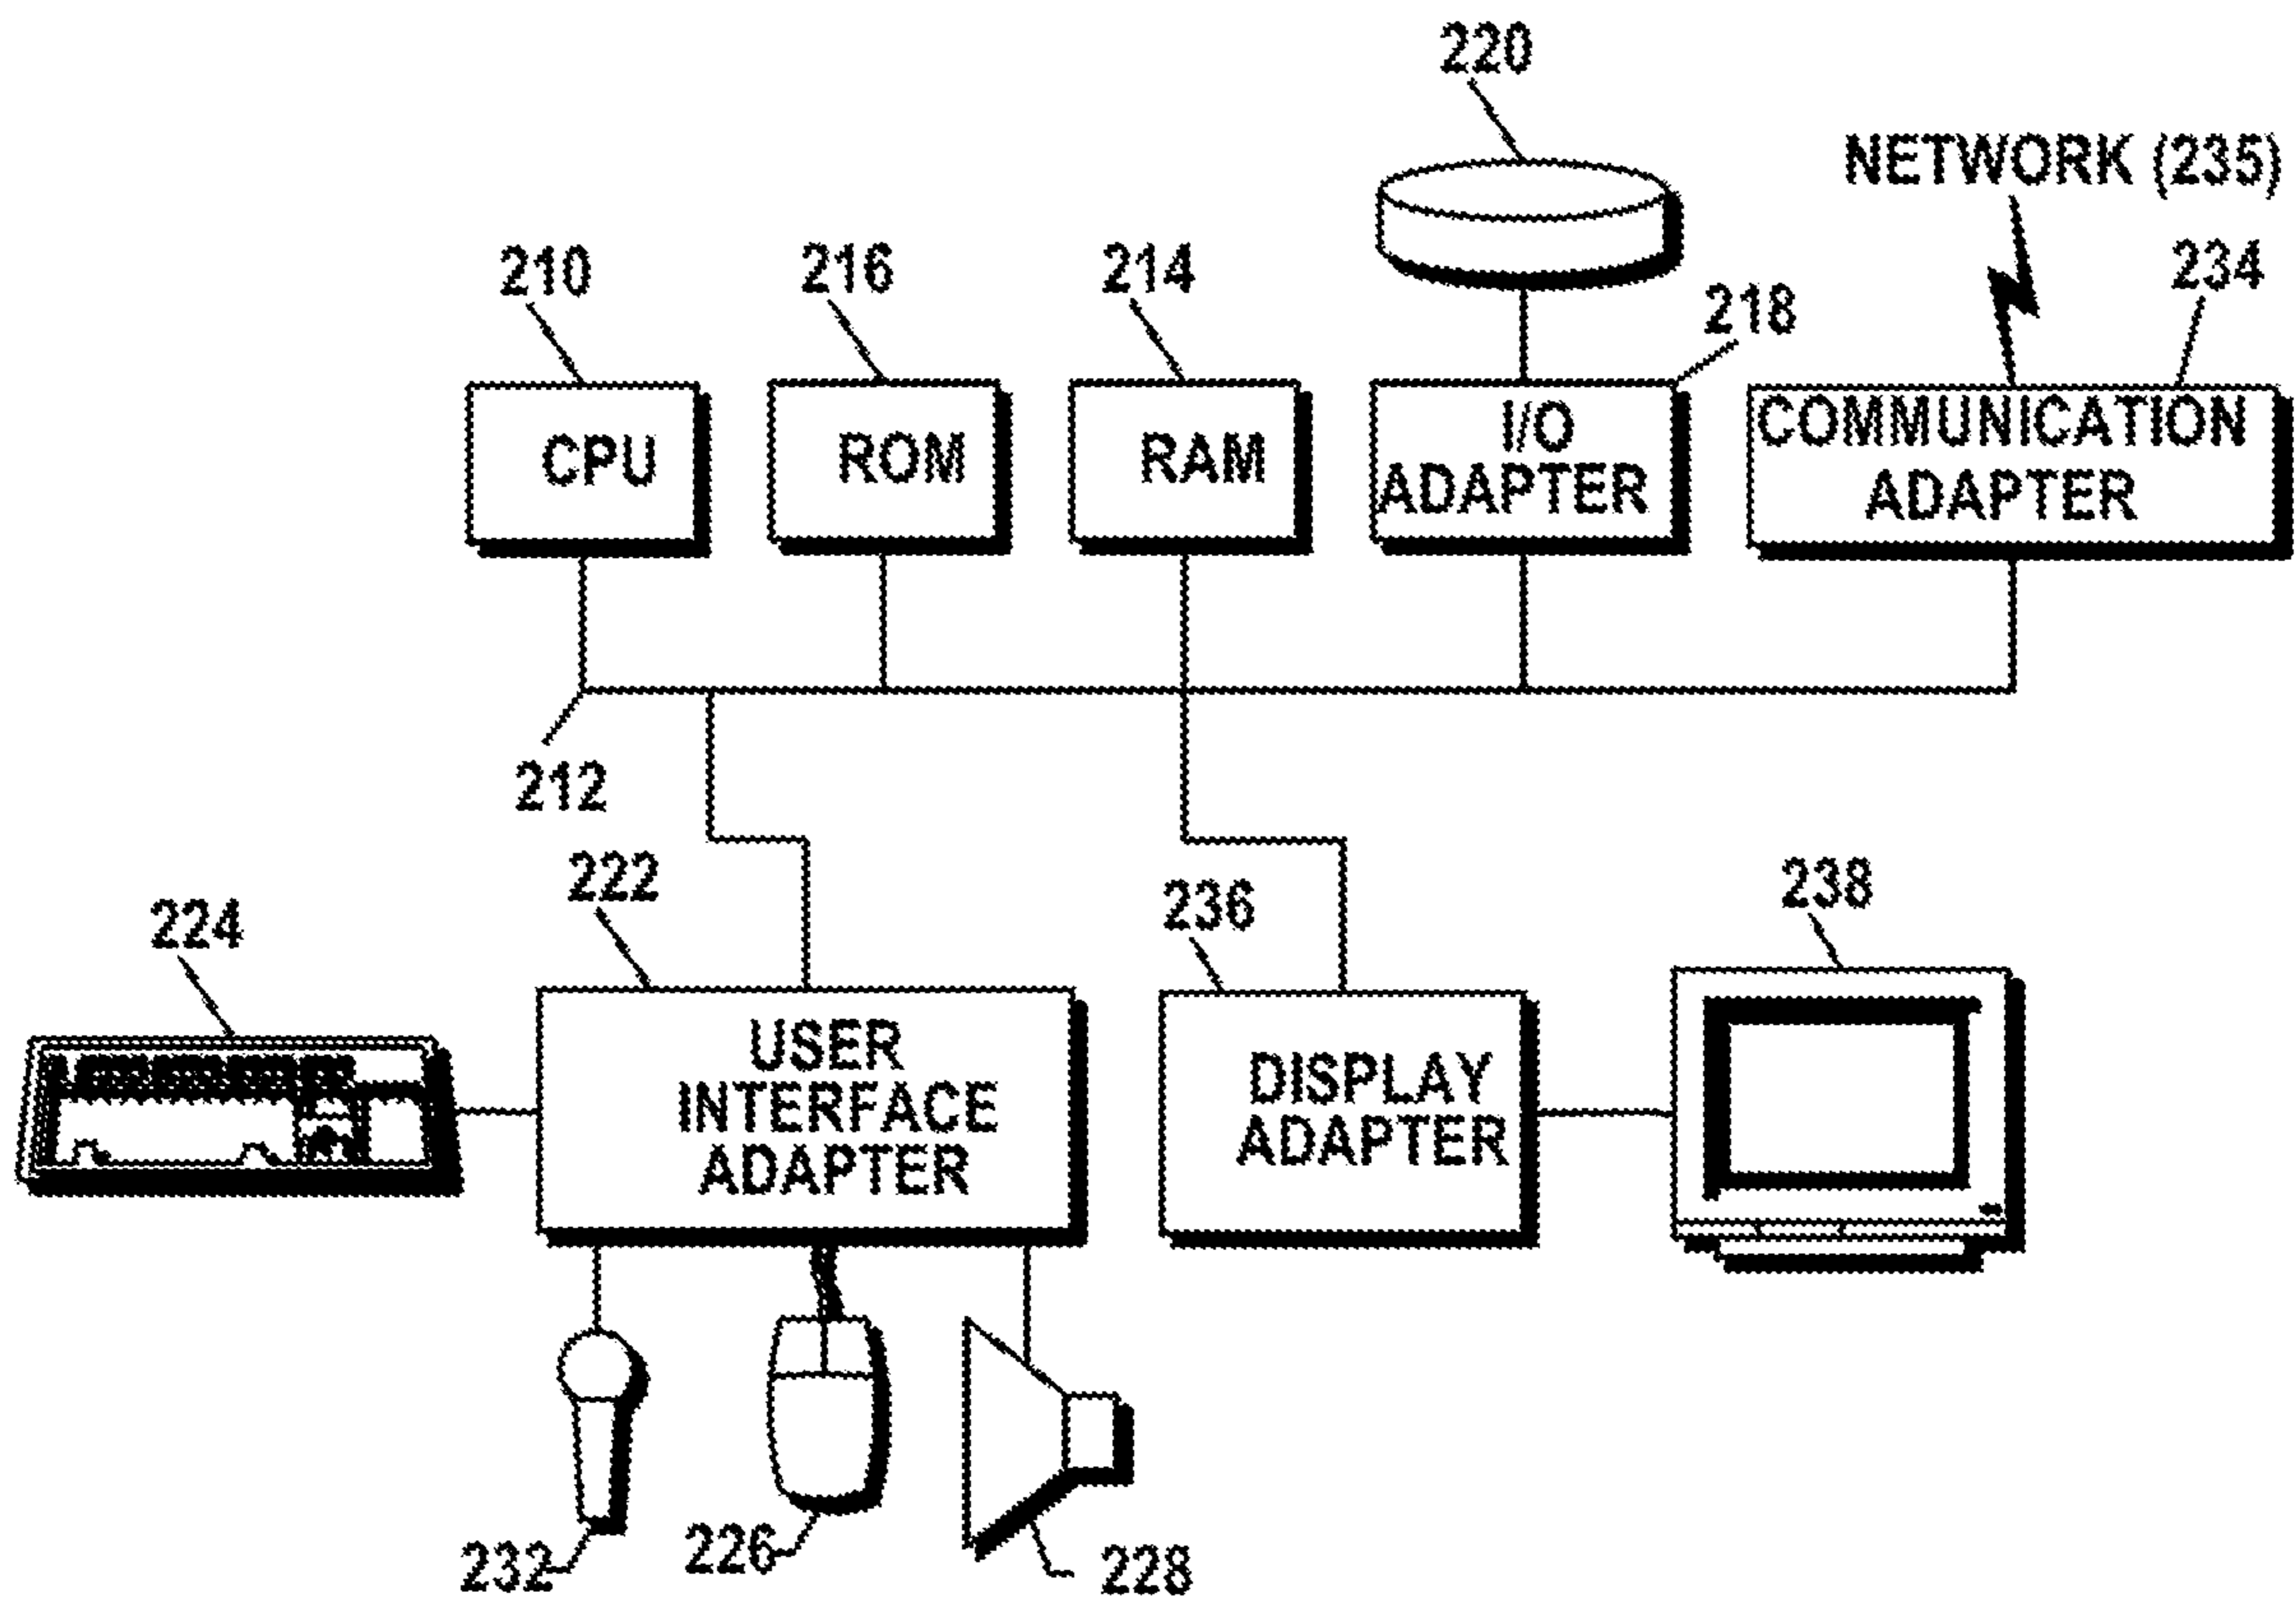 220
NETWORK (235)
210
216
214
218
234
CPU
ROM
RAM
I/O
ADAPTER
COMMUNICATION
ADAPTER
212
222
224
236
238
USER
INTERFACE
ADAPTER
DISPLAY
ADAPTER
232
226
228